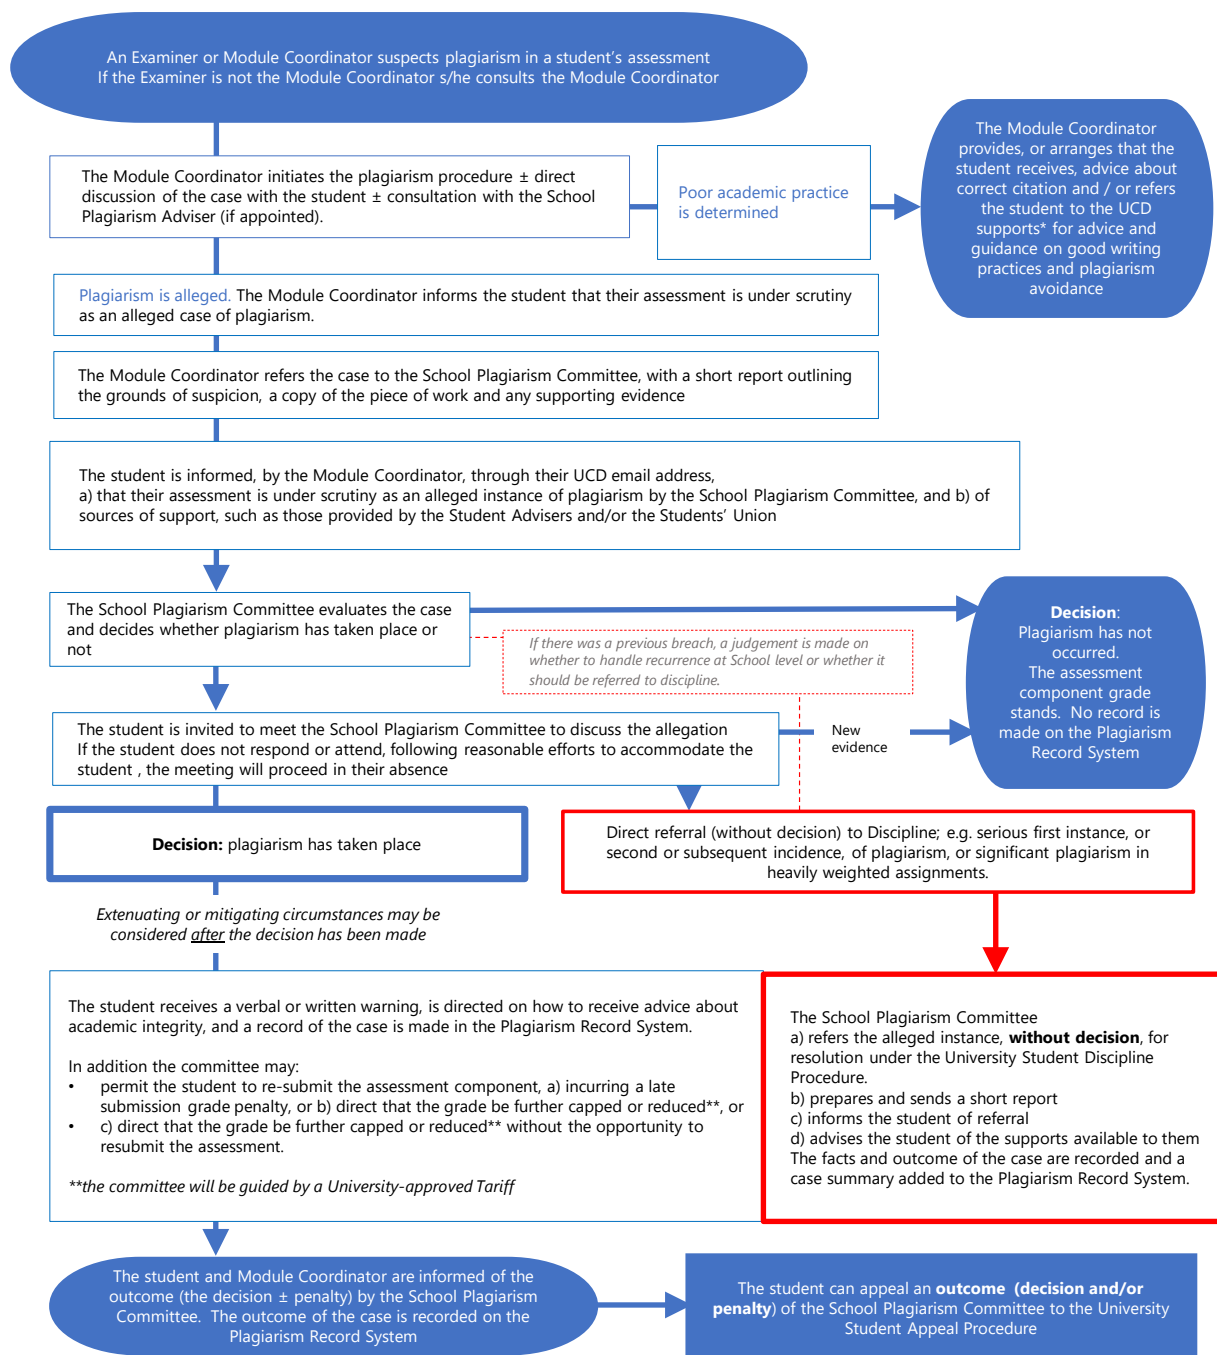 An Examiner or Module Coordinator suspects plagiarism in a student’s assessment
If the Examiner is not the Module Coordinator s/he consults the Module Coordinator
The Module Coordinator
provides, or arranges that the
student receives, advice about
correct citation and / or refers
the student to the UCD
supports* for advice and
guidance on good writing
practices and plagiarism
avoidance
The Module Coordinator initiates the plagiarism procedure ± direct
discussion of the case with the student ± consultation with the School
Plagiarism Adviser (if appointed).
Poor academic practice
is determined
Plagiarism is alleged. The Module Coordinator informs the student that their assessment is under scrutiny
as an alleged case of plagiarism.
The Module Coordinator refers the case to the School Plagiarism Committee, with a short report outlining
the grounds of suspicion, a copy of the piece of work and any supporting evidence
The student is informed, by the Module Coordinator, through their UCD email address,
a) that their assessment is under scrutiny as an alleged instance of plagiarism by the School Plagiarism Committee, and b) of
sources of support, such as those provided by the Student Advisers and/or the Students’ Union
The School Plagiarism Committee evaluates the case
and decides whether plagiarism has taken place or
not
If there was a previous breach, a judgement is made on
whether to handle recurrence at School level or whether it
should be referred to discipline.
Decision:
Plagiarism has not
occurred.
The assessment
component grade
stands. No record is
made on the Plagiarism
Record System
The student is invited to meet the School Plagiarism Committee to discuss the allegation
If the student does not respond or attend, following reasonable efforts to accommodate the
student , the meeting will proceed in their absence
New
evidence
Decision: plagiarism has taken place
Direct referral (without decision) to Discipline; e.g. serious first instance, or
second or subsequent incidence, of plagiarism, or significant plagiarism in
heavily weighted assignments.
Extenuating or mitigating circumstances may be
considered after the decision has been made
The student receives a verbal or written warning, is directed on how to receive advice about
academic integrity, and a record of the case is made in the Plagiarism Record System.
In addition the committee may:
• permit the student to re-submit the assessment component, a) incurring a late
submission grade penalty, or b) direct that the grade be further capped or reduced**, or
• c) direct that the grade be further capped or reduced** without the opportunity to
resubmit the assessment.
**the committee will be guided by a University-approved Tariff
The School Plagiarism Committee
a) refers the alleged instance, without decision, for
resolution under the University Student Discipline
Procedure.
b) prepares and sends a short report
c) informs the student of referral
d) advises the student of the supports available to them
The facts and outcome of the case are recorded and a
case summary added to the Plagiarism Record System.
The student and Module Coordinator are informed of the
outcome (the decision ± penalty) by the School Plagiarism
Committee. The outcome of the case is recorded on the
Plagiarism Record System
The student can appeal an outcome (decision and/or
penalty) of the School Plagiarism Committee to the University
Student Appeal Procedure